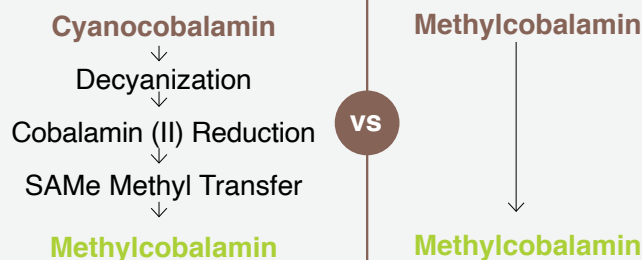 Cyanocobalamin
Decyanization
Cobalamin (II) Reduction
SAMe Methyl Transfer
Methylcobalamin
vs
Methylcobalamin
Methylcobalamin